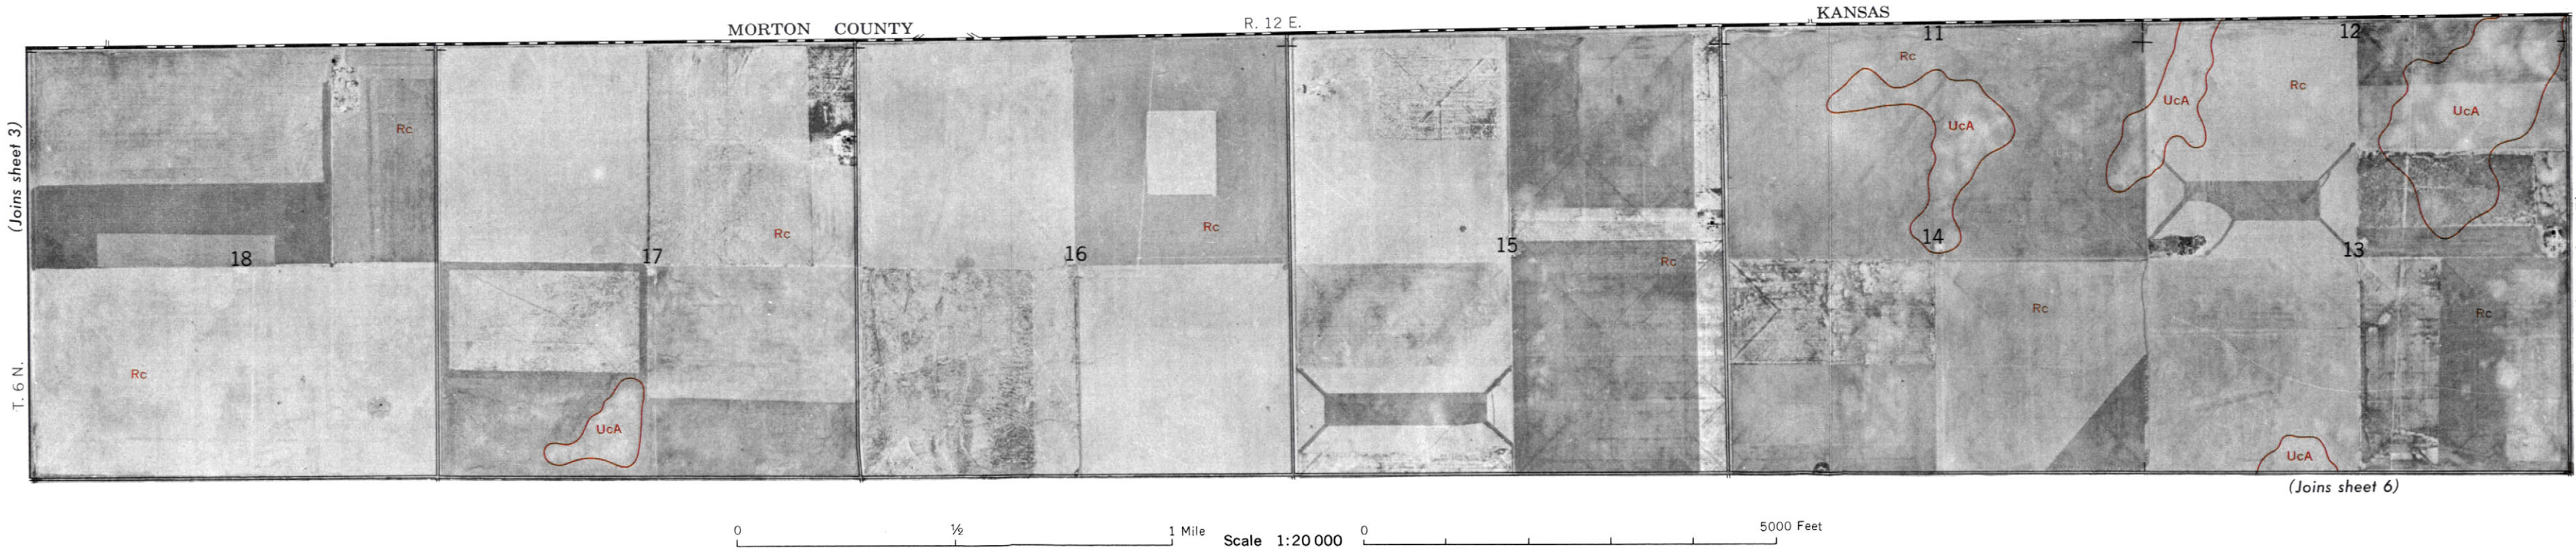 MORTON COUNTY
R. 12 E.
KANSAS
(Joins sheet 3)
T. 6 N.
11
12
Rc
Rc
UcA
UcA
UcA
Rc
Rc
Rc
18
17
16
15
14
13
Rc
Rc
Rc
Rc
UcA
UcA
(Joins sheet 6)
0 ½ 1 Mile
Scale 1:20 000
0 5000 Feet